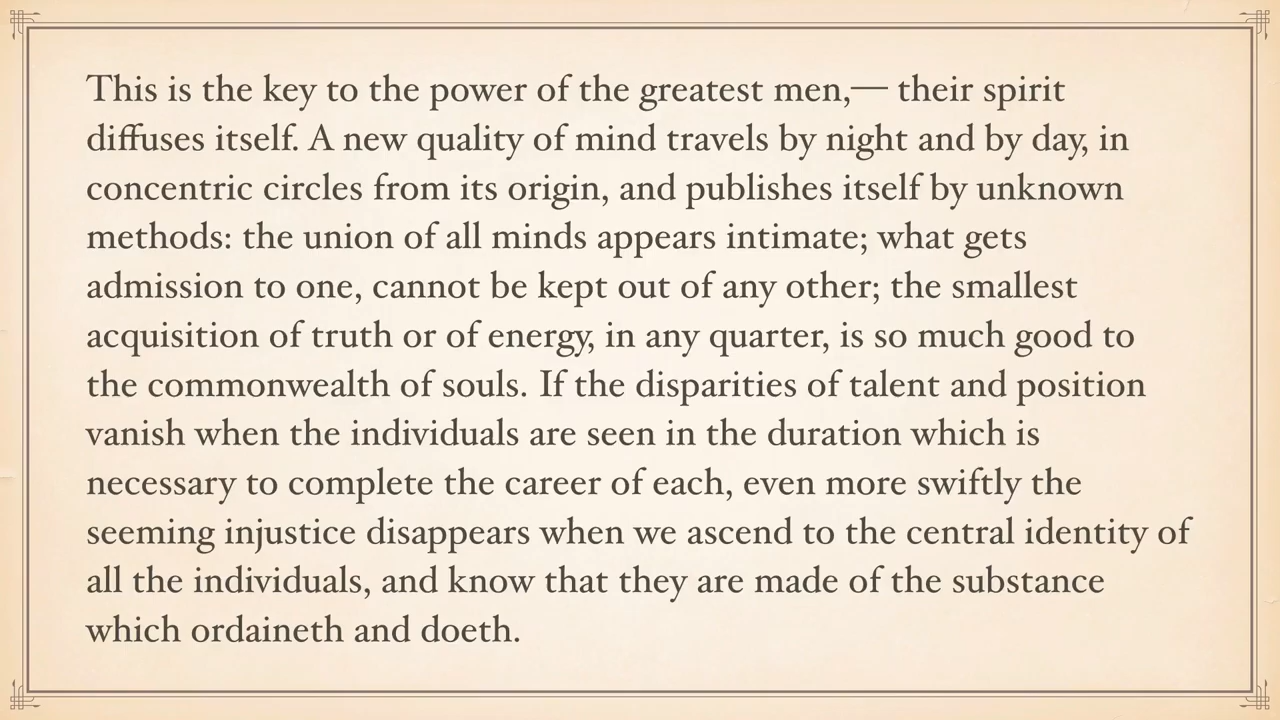 This is the key to the power of the greatest men,— their spirit
diffuses itself. A new quality of mind travels by night and by day, in
concentric circles from its origin, and publishes itself by unknown
methods: the union of all minds appears intimate; what gets
admission to one, cannot be kept out of any other; the smallest
acquisition of truth or of energy, in any quarter, is so much good to
the commonwealth of souls. If the disparities of talent and position
vanish when the individuals are seen in the duration which is
necessary to complete the career of each, even more swiftly the
seeming injustice disappears when we ascend to the central identity of
all the individuals, and know that they are made of the substance
which ordaineth and doeth.